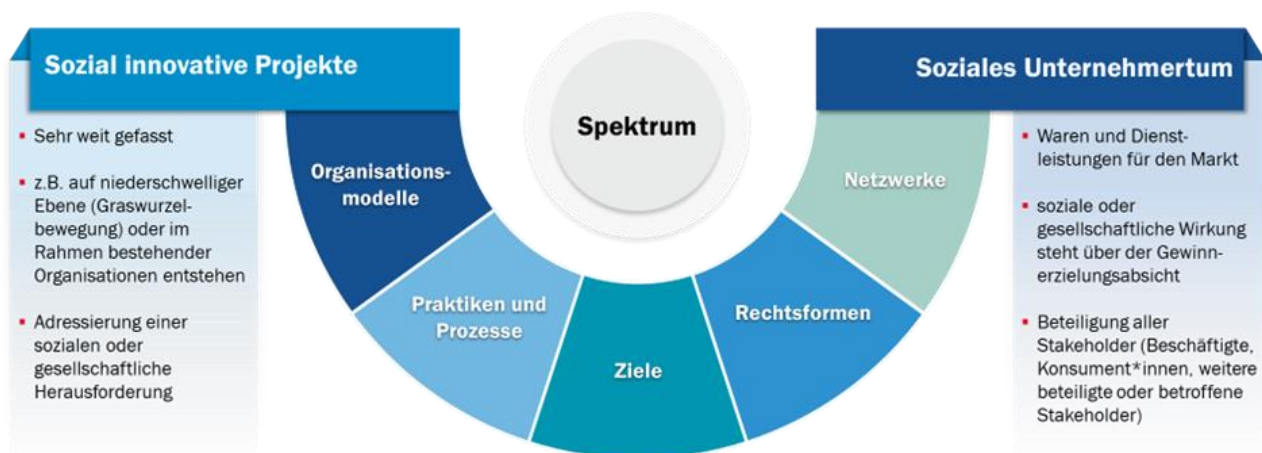 Sozial innovative Projekte
▪ Sehr weit gefasst
▪ z.B. auf niederschwelliger
Ebene (Graswurzel-
bewegung) oder im
Rahmen bestehender
Organisationen entstehen
▪ Adressierung einer
sozialen oder
gesellschaftliche
Herausforderung
Spektrum
Organisations-
modelle
Praktiken und
Prozesse
Ziele
Rechtsformen
Netzwerke
Soziales Unternehmertum
▪ Waren und Dienst-
leistungen für den Markt
▪ soziale oder
gesellschaftliche Wirkung
steht über der Gewinn-
erzielungsabsicht
▪ Beteiligung aller
Stakeholder (Beschäftigte,
Konsument*innen, weitere
beteiligte oder betroffene
Stakeholder)